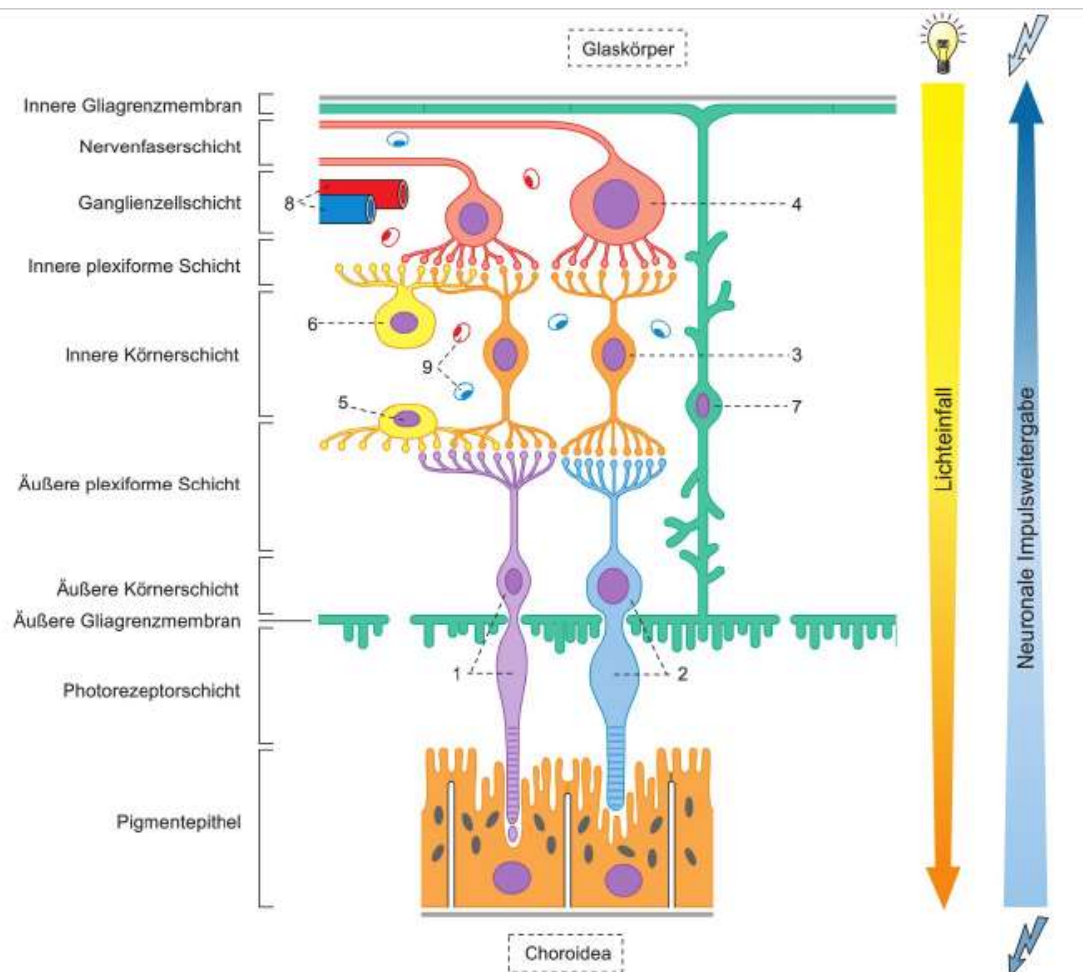 Glaskörper
Innere Gliagrenzmembran
Nervenfaserschicht
Ganglienzellschicht
8
4
Innere plexiforme Schicht
6
Innere Körnerschicht
3
9
5
7
Äußere plexiforme Schicht
Äußere Körnerschicht
Äußere Gliagrenzmembran
1
2
Photorezeptorschicht
Pigmentepithel
Choroidea
Lichteinfall
Neuronale Impulsweitergabe